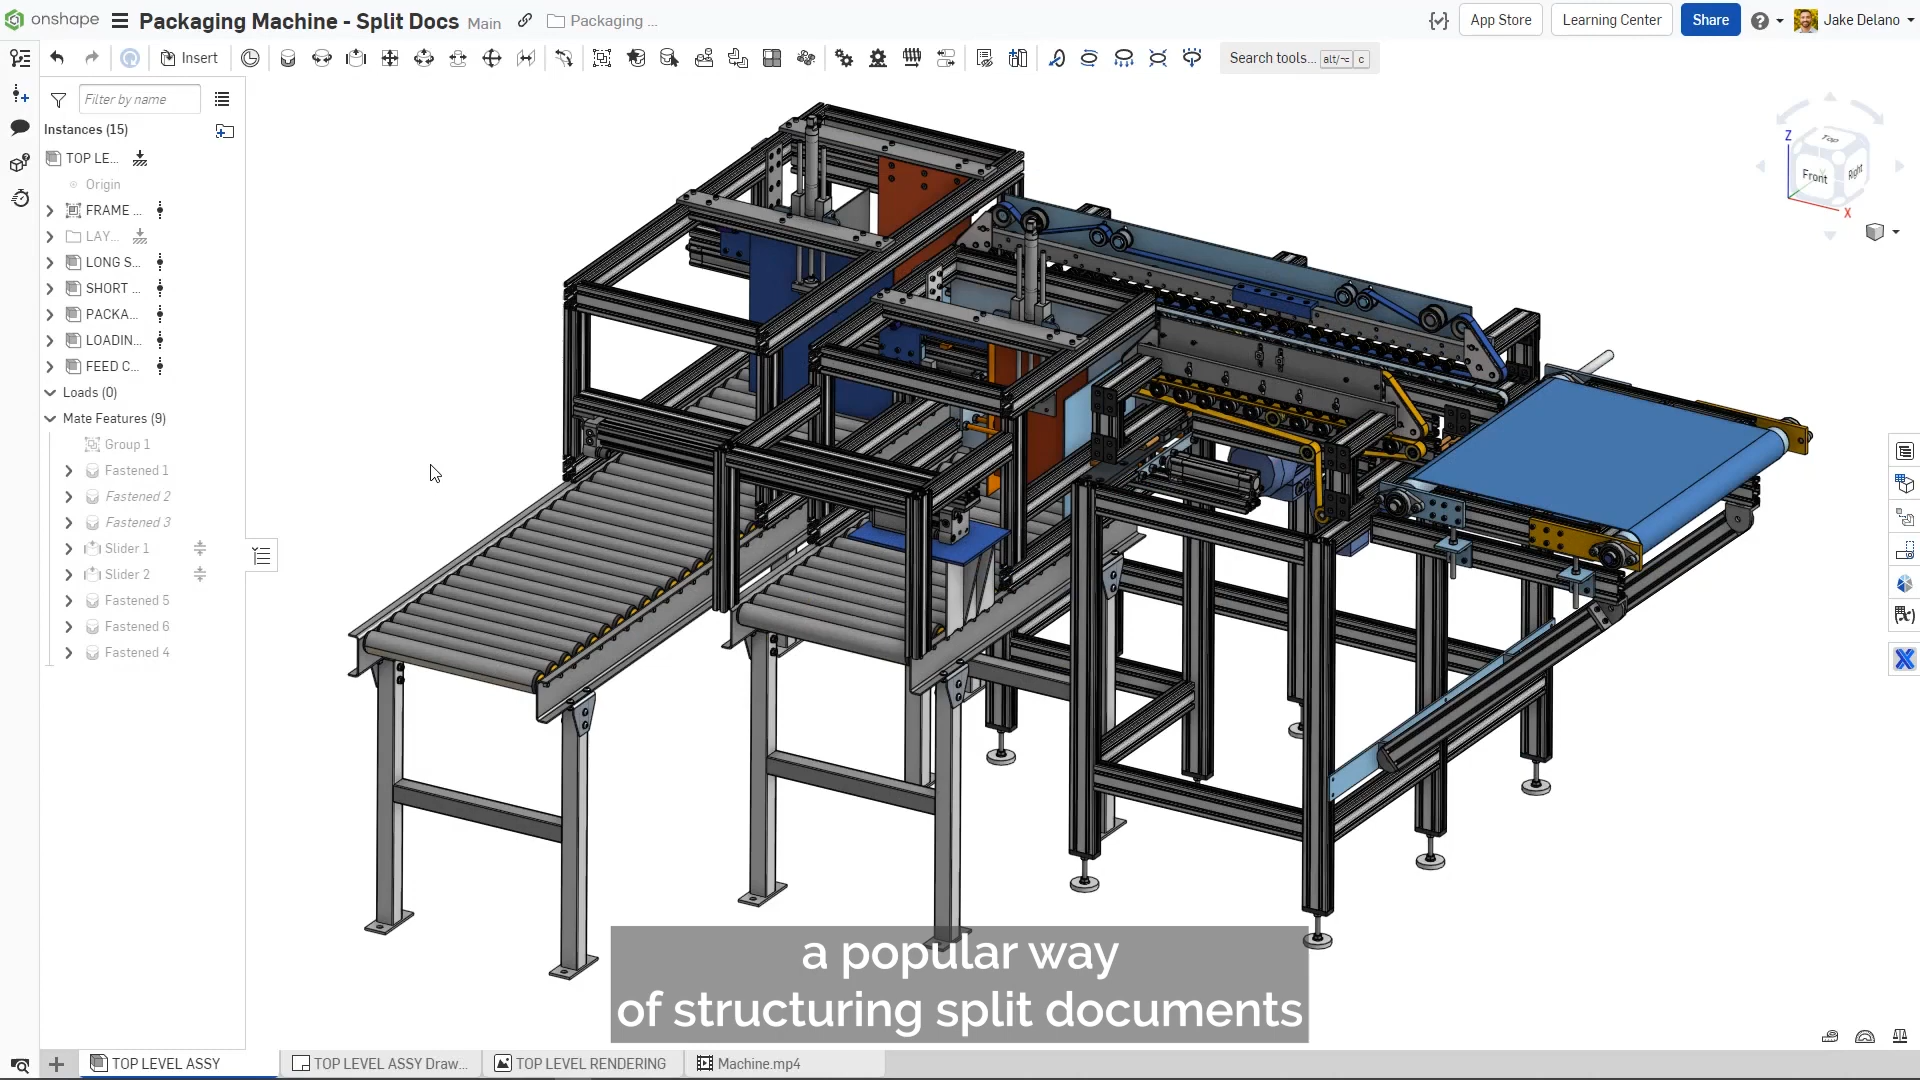 onshape Packaging Machine - Split Docs Main Packaging ... App Store Learning Center Share Jake Delano
Insert Search tools... alt/⌥ c
Filter by name
Instances (15)
TOP LE...
Origin
FRAME ...
LAY...
LONG S...
SHORT ...
PACKA...
LOADIN...
FEED C...
Loads (0)
Mate Features (9)
Group 1
Fastened 1
Fastened 2
Fastened 3
Slider 1
Slider 2
Fastened 5
Fastened 6
Fastened 4
Z
Top
Front
Right
X
a popular way
of structuring split documents
TOP LEVEL ASSY TOP LEVEL ASSY Draw... TOP LEVEL RENDERING Machine.mp4